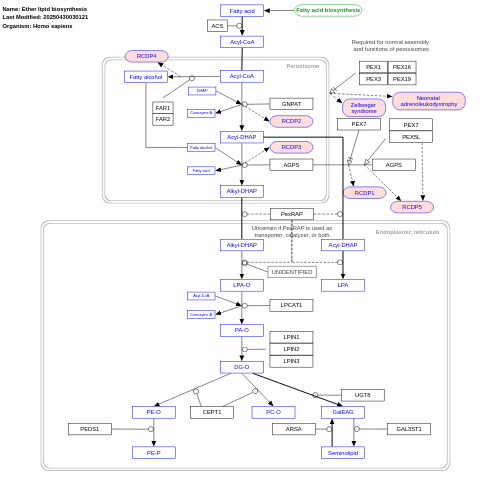 Name: Ether lipid biosynthesis
Last Modified: 20250430030121
Organism: Homo sapiens
Fatty acid
Fatty acid biosynthesis
ACS
Acyl-CoA
Required for normal assembly
and functions of peroxisomes
RCDP4
Peroxisome
PEX1
PEX16
PEX3
PEX19
Fatty alcohol
Acyl-CoA
DHAP
Zellweger
syndrome
Neonatal
adrenoleukodystrophy
FAR1
FAR2
GNPAT
Coenzyme A
RCDP2
PEX7
PEX7
PEX5L
Acyl-DHAP
Fatty alcohol
RCDP3
AGPS
AGPS
Fatty acid
Alkyl-DHAP
RCDP1
RCDP5
PexRAP
Uncertain if PexRAP is used as
transporter, catalyzer, or both.
Endoplasmic reticulum
Alkyl-DHAP
Acyl-DHAP
UNIDENTIFIED
LPA-O
LPA
Acyl-CoA
LPCAT1
Coenzyme A
PA-O
LPIN1
LPIN2
LPIN3
DG-O
UGT8
PE-O
CEPT1
PC-O
GalEAG
PEDS1
ARSA
GAL3ST1
PE-P
Seminolipid